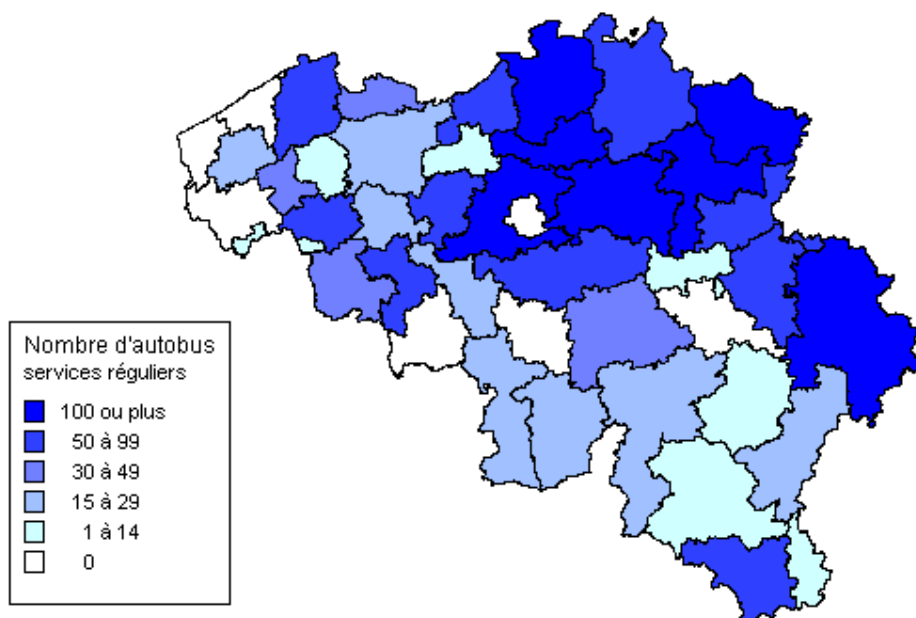 Nombre d'autobus
services réguliers
100 ou plus
50 à 99
30 à 49
15 à 29
1 à 14
0